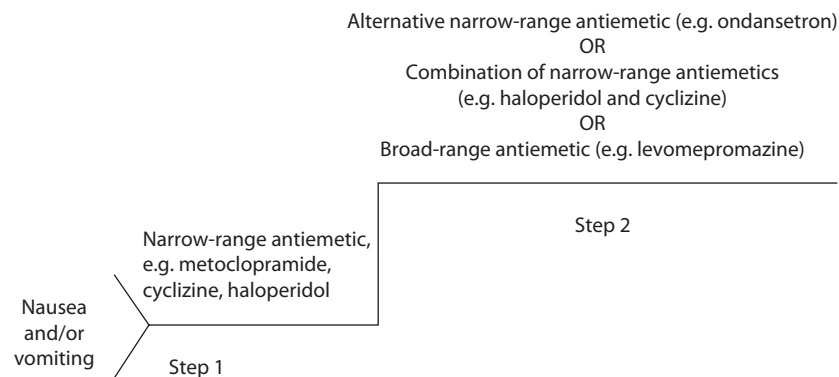 Alternative narrow-range antiemetic (e.g. ondansetron)
OR
Combination of narrow-range antiemetics
(e.g. haloperidol and cyclizine)
OR
Broad-range antiemetic (e.g. levomepromazine)
Step 2
Narrow-range antiemetic,
e.g. metoclopramide,
cyclizine, haloperidol
Nausea
and/or
vomiting
Step 1